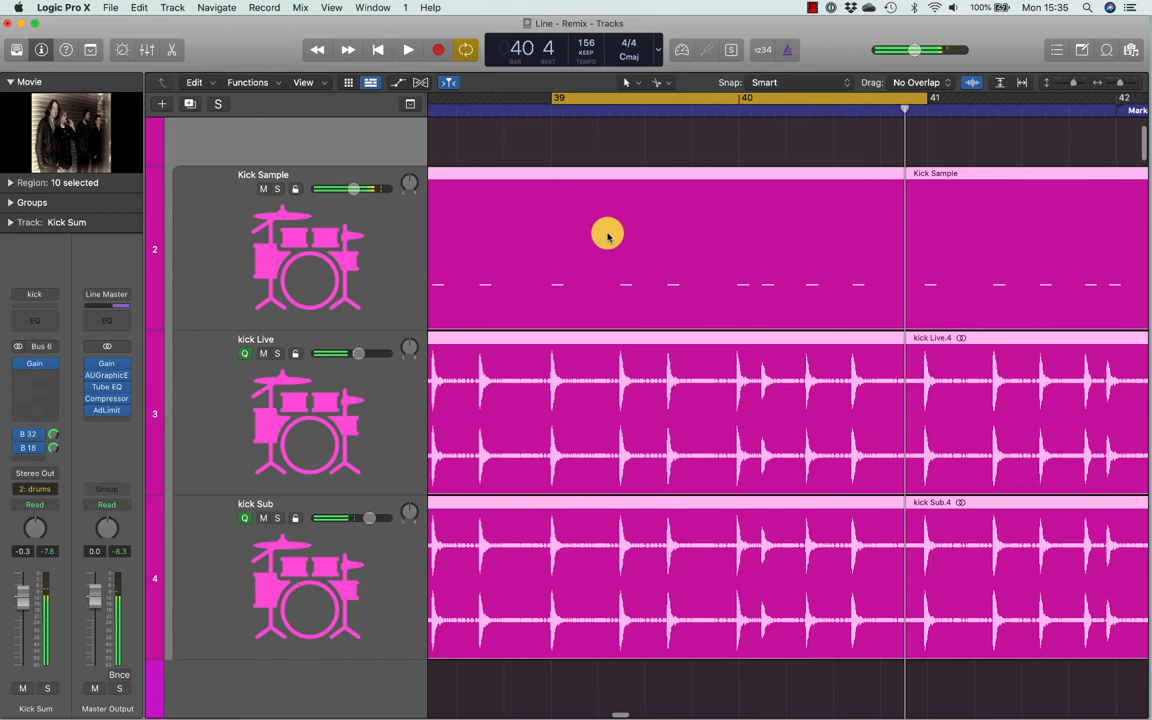 Logic Pro X File Edit Track Navigate Record Mix View Window 1 Help 100% Mon 15:35
Line - Remix - Tracks
40 4 156 4/4
BAR BEAT KEEP TEMPO Cmaj
1234
Movie
Edit Functions View Snap: Smart Drag: No Overlap
39 40 41 42
Mark
S
Region: 10 selected
Groups
Track: Kick Sum
kick Line Master
EQ EQ
Bus 6
Gain Gain
AUGraphicE
Tube EQ
Compressor
AdLimit
B 32
B 18
Stereo Out
2: drums Group
Read Read
-0.3 -7.8 0.0 -8.3
Bnce
M S M S
Kick Sum Master Output
2
Kick Sample
M S
Kick Sample
3
kick Live
Q M S
kick Live.4
4
kick Sub
Q M S
kick Sub.4